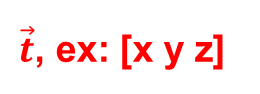 t⃗, ex: [x y z]